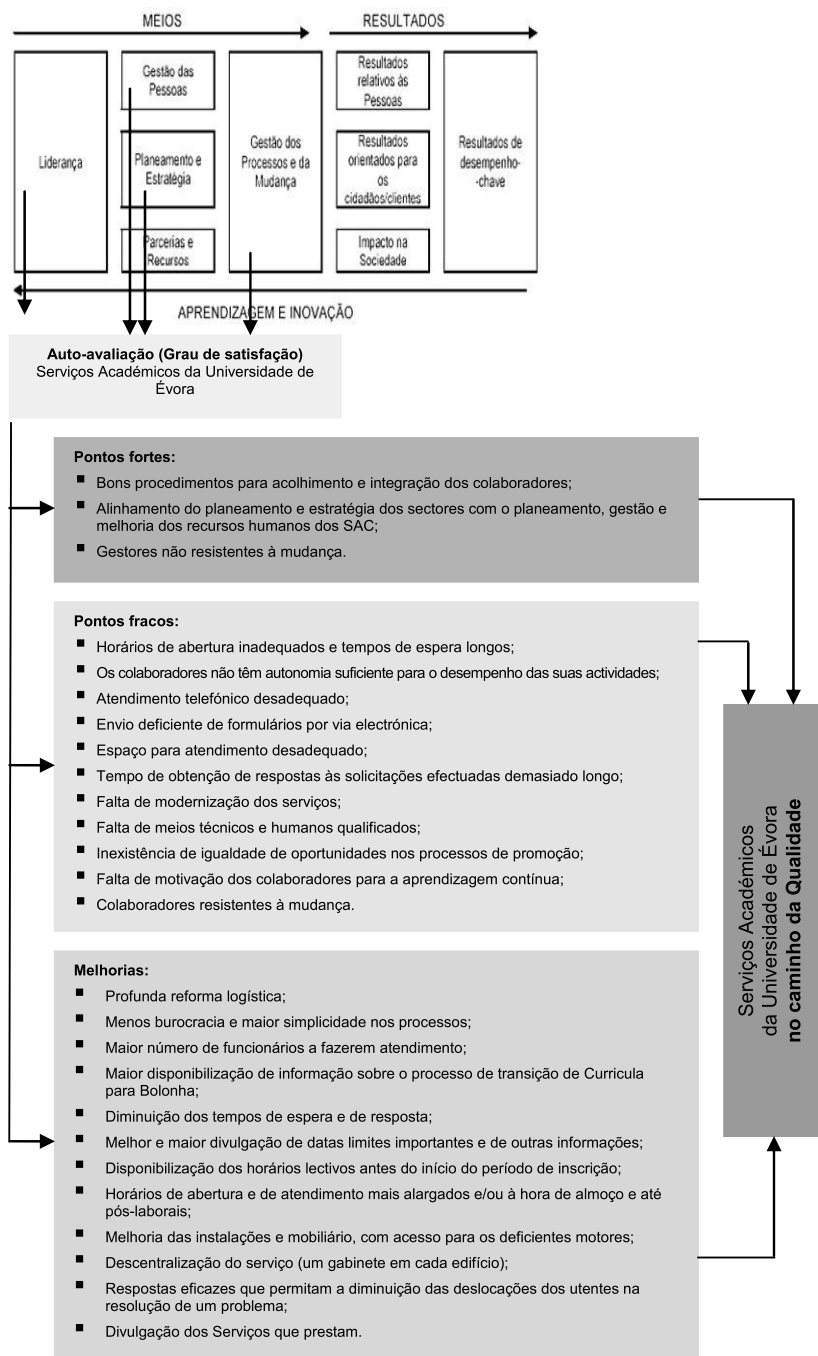 MEIOS
RESULTADOS
Liderança
Gestão das
Pessoas
Planeamento e
Estratégia
Parcerias e
Recursos
Gestão dos
Processos e da
Mudança
Resultados
relativos às
Pessoas
Resultados
orientados para
os
cidadãos/clientes
Impacto na
Sociedade
Resultados de
desempenho-
-chave
APRENDIZAGEM E INOVAÇÃO
Auto-avaliação (Grau de satisfação)
Serviços Académicos da Universidade de
Évora
Pontos fortes:
▪ Bons procedimentos para acolhimento e integração dos colaboradores;
▪ Alinhamento do planeamento e estratégia dos sectores com o planeamento, gestão e
melhoria dos recursos humanos dos SAC;
▪ Gestores não resistentes à mudança.
Pontos fracos:
▪ Horários de abertura inadequados e tempos de espera longos;
▪ Os colaboradores não têm autonomia suficiente para o desempenho das suas actividades;
▪ Atendimento telefónico desadequado;
▪ Envio deficiente de formulários por via electrónica;
▪ Espaço para atendimento desadequado;
▪ Tempo de obtenção de respostas às solicitações efectuadas demasiado longo;
▪ Falta de modernização dos serviços;
▪ Falta de meios técnicos e humanos qualificados;
▪ Inexistência de igualdade de oportunidades nos processos de promoção;
▪ Falta de motivação dos colaboradores para a aprendizagem contínua;
▪ Colaboradores resistentes à mudança.
Melhorias:
▪ Profunda reforma logística;
▪ Menos burocracia e maior simplicidade nos processos;
▪ Maior número de funcionários a fazerem atendimento;
▪ Maior disponibilização de informação sobre o processo de transição de Curricula
para Bolonha;
▪ Diminuição dos tempos de espera e de resposta;
▪ Melhor e maior divulgação de datas limites importantes e de outras informações;
▪ Disponibilização dos horários lectivos antes do início do período de inscrição;
▪ Horários de abertura e de atendimento mais alargados e/ou à hora de almoço e até
pós-laborais;
▪ Melhoria das instalações e mobiliário, com acesso para os deficientes motores;
▪ Descentralização do serviço (um gabinete em cada edifício);
▪ Respostas eficazes que permitam a diminuição das deslocações dos utentes na
resolução de um problema;
▪ Divulgação dos Serviços que prestam.
Serviços Académicos
da Universidade de Évora
no caminho da Qualidade